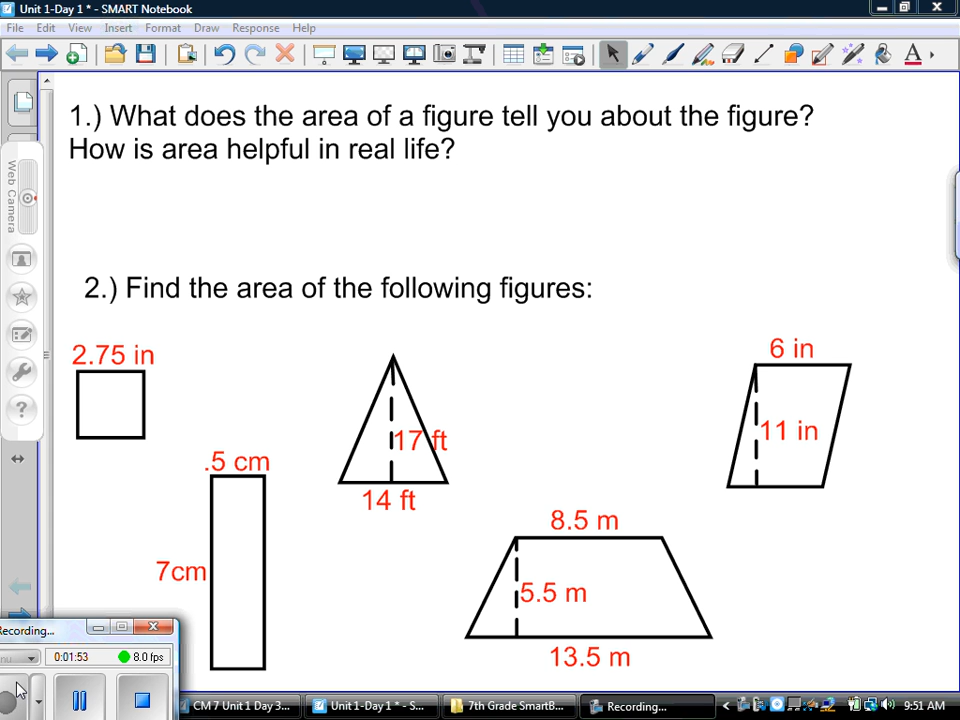 Unit 1-Day 1 * - SMART Notebook
File Edit View Insert Format Draw Response Help
1.) What does the area of a figure tell you about the figure?
How is area helpful in real life?
Web Camera
2.) Find the area of the following figures:
2.75 in
6 in
17 ft
11 in
.5 cm
14 ft
8.5 m
7cm
5.5 m
13.5 m
Recording...
0:01:53 8.0 fps
CM 7 Unit 1 Day 3... Unit 1-Day 1 * - S... 7th Grade SmartB... Recording... 9:51 AM